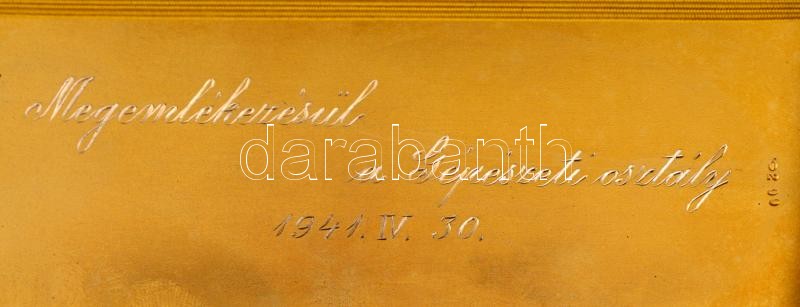 Megemlékezésül
darabanth
a Gépészeti osztály
1941. IV. 30.